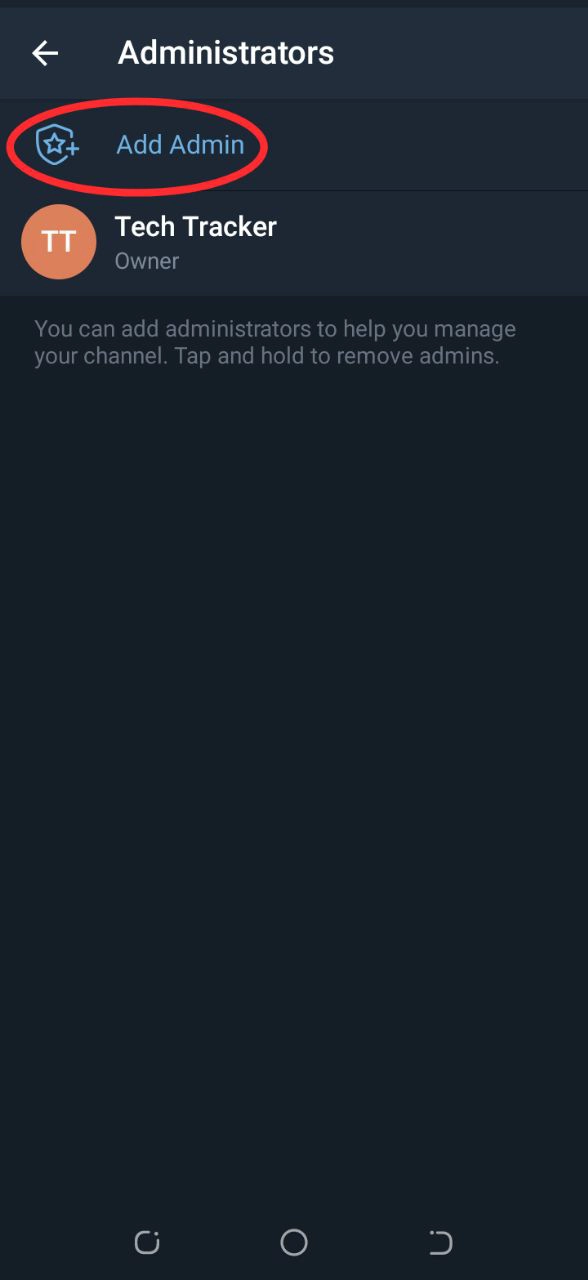 Administrators
Add Admin
TT
Tech Tracker
Owner
You can add administrators to help you manage
your channel. Tap and hold to remove admins.